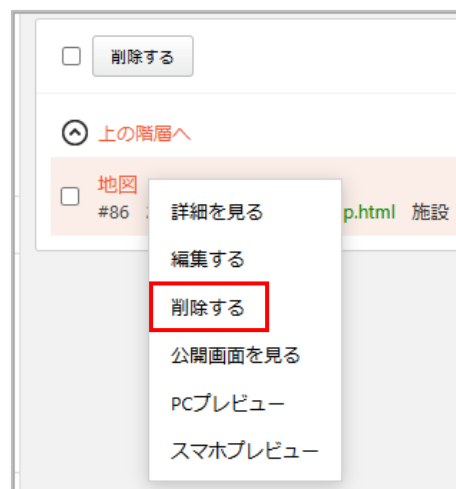 削除する
上の階層へ
地図
#86
p.html 施設
詳細を見る
編集する
削除する
公開画面を見る
PCプレビュー
スマホプレビュー